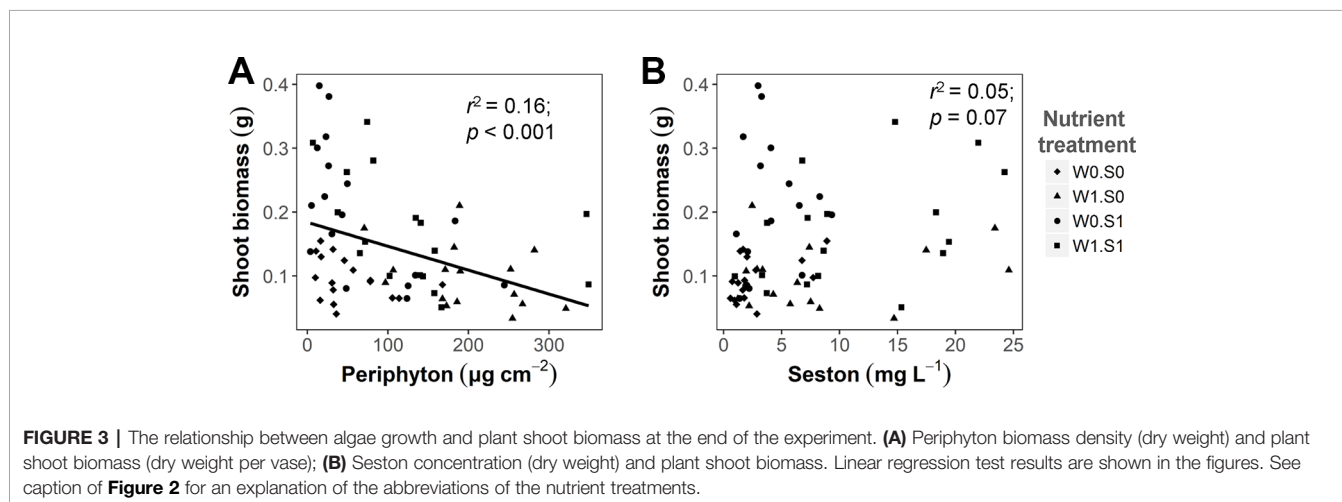 A
Shoot biomass (g)
0.4
0.3
0.2
0.1
r² = 0.16;
p < 0.001
0 100 200 300
Periphyton (µg cm⁻²)
B
Shoot biomass (g)
0.4
0.3
0.2
0.1
r² = 0.05;
p = 0.07
0 5 10 15 20 25
Seston (mg L⁻¹)
Nutrient
treatment
W0.S0
W1.S0
W0.S1
W1.S1
FIGURE 3 | The relationship between algae growth and plant shoot biomass at the end of the experiment. (A) Periphyton biomass density (dry weight) and plant
shoot biomass (dry weight per vase); (B) Seston concentration (dry weight) and plant shoot biomass. Linear regression test results are shown in the figures. See
caption of Figure 2 for an explanation of the abbreviations of the nutrient treatments.